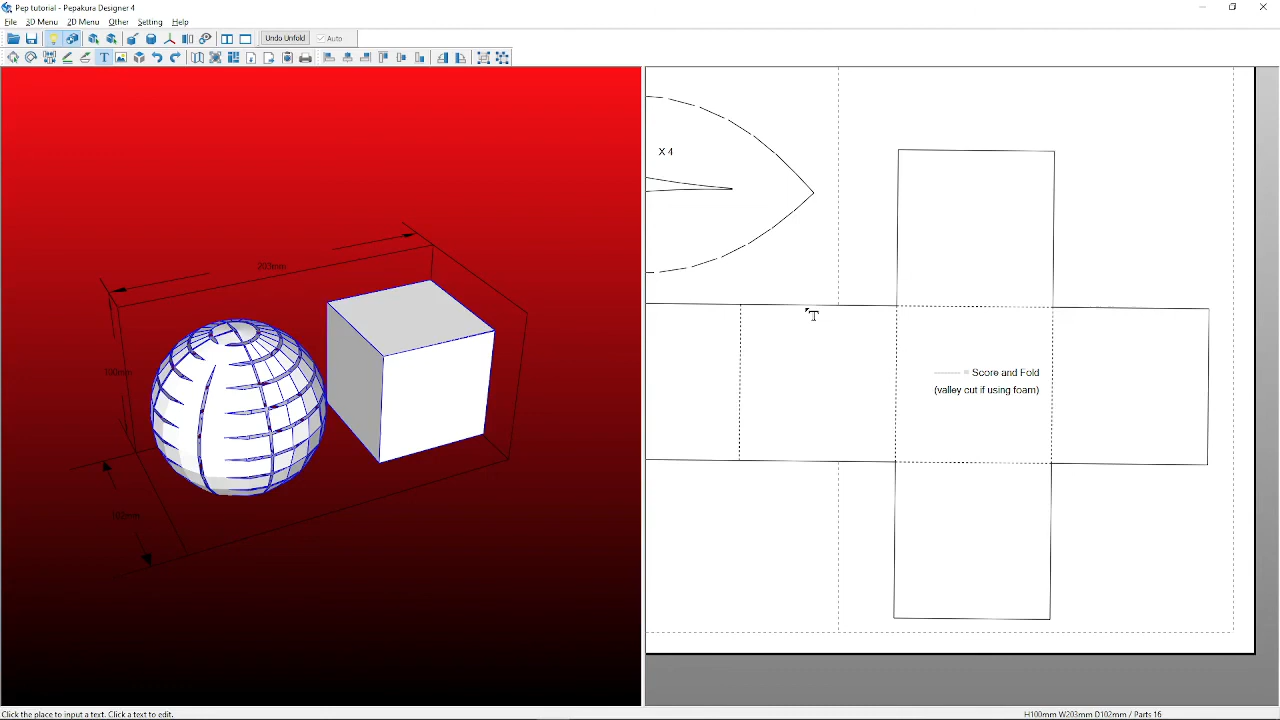 Pep tutorial - Pepakura Designer 4
File 3D Menu 2D Menu Other Setting Help
Undo Unfold Auto
T
X 4
203mm
100mm
102mm
T
= Score and Fold
(valley cut if using foam)
Click the place to input a text. Click a text to edit.
H100mm W203mm D102mm / Parts 16